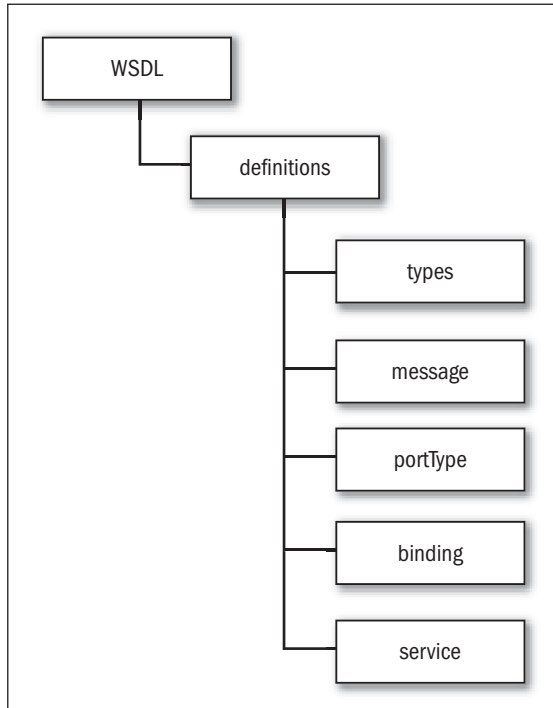 WSDL
definitions
types
message
portType
binding
service